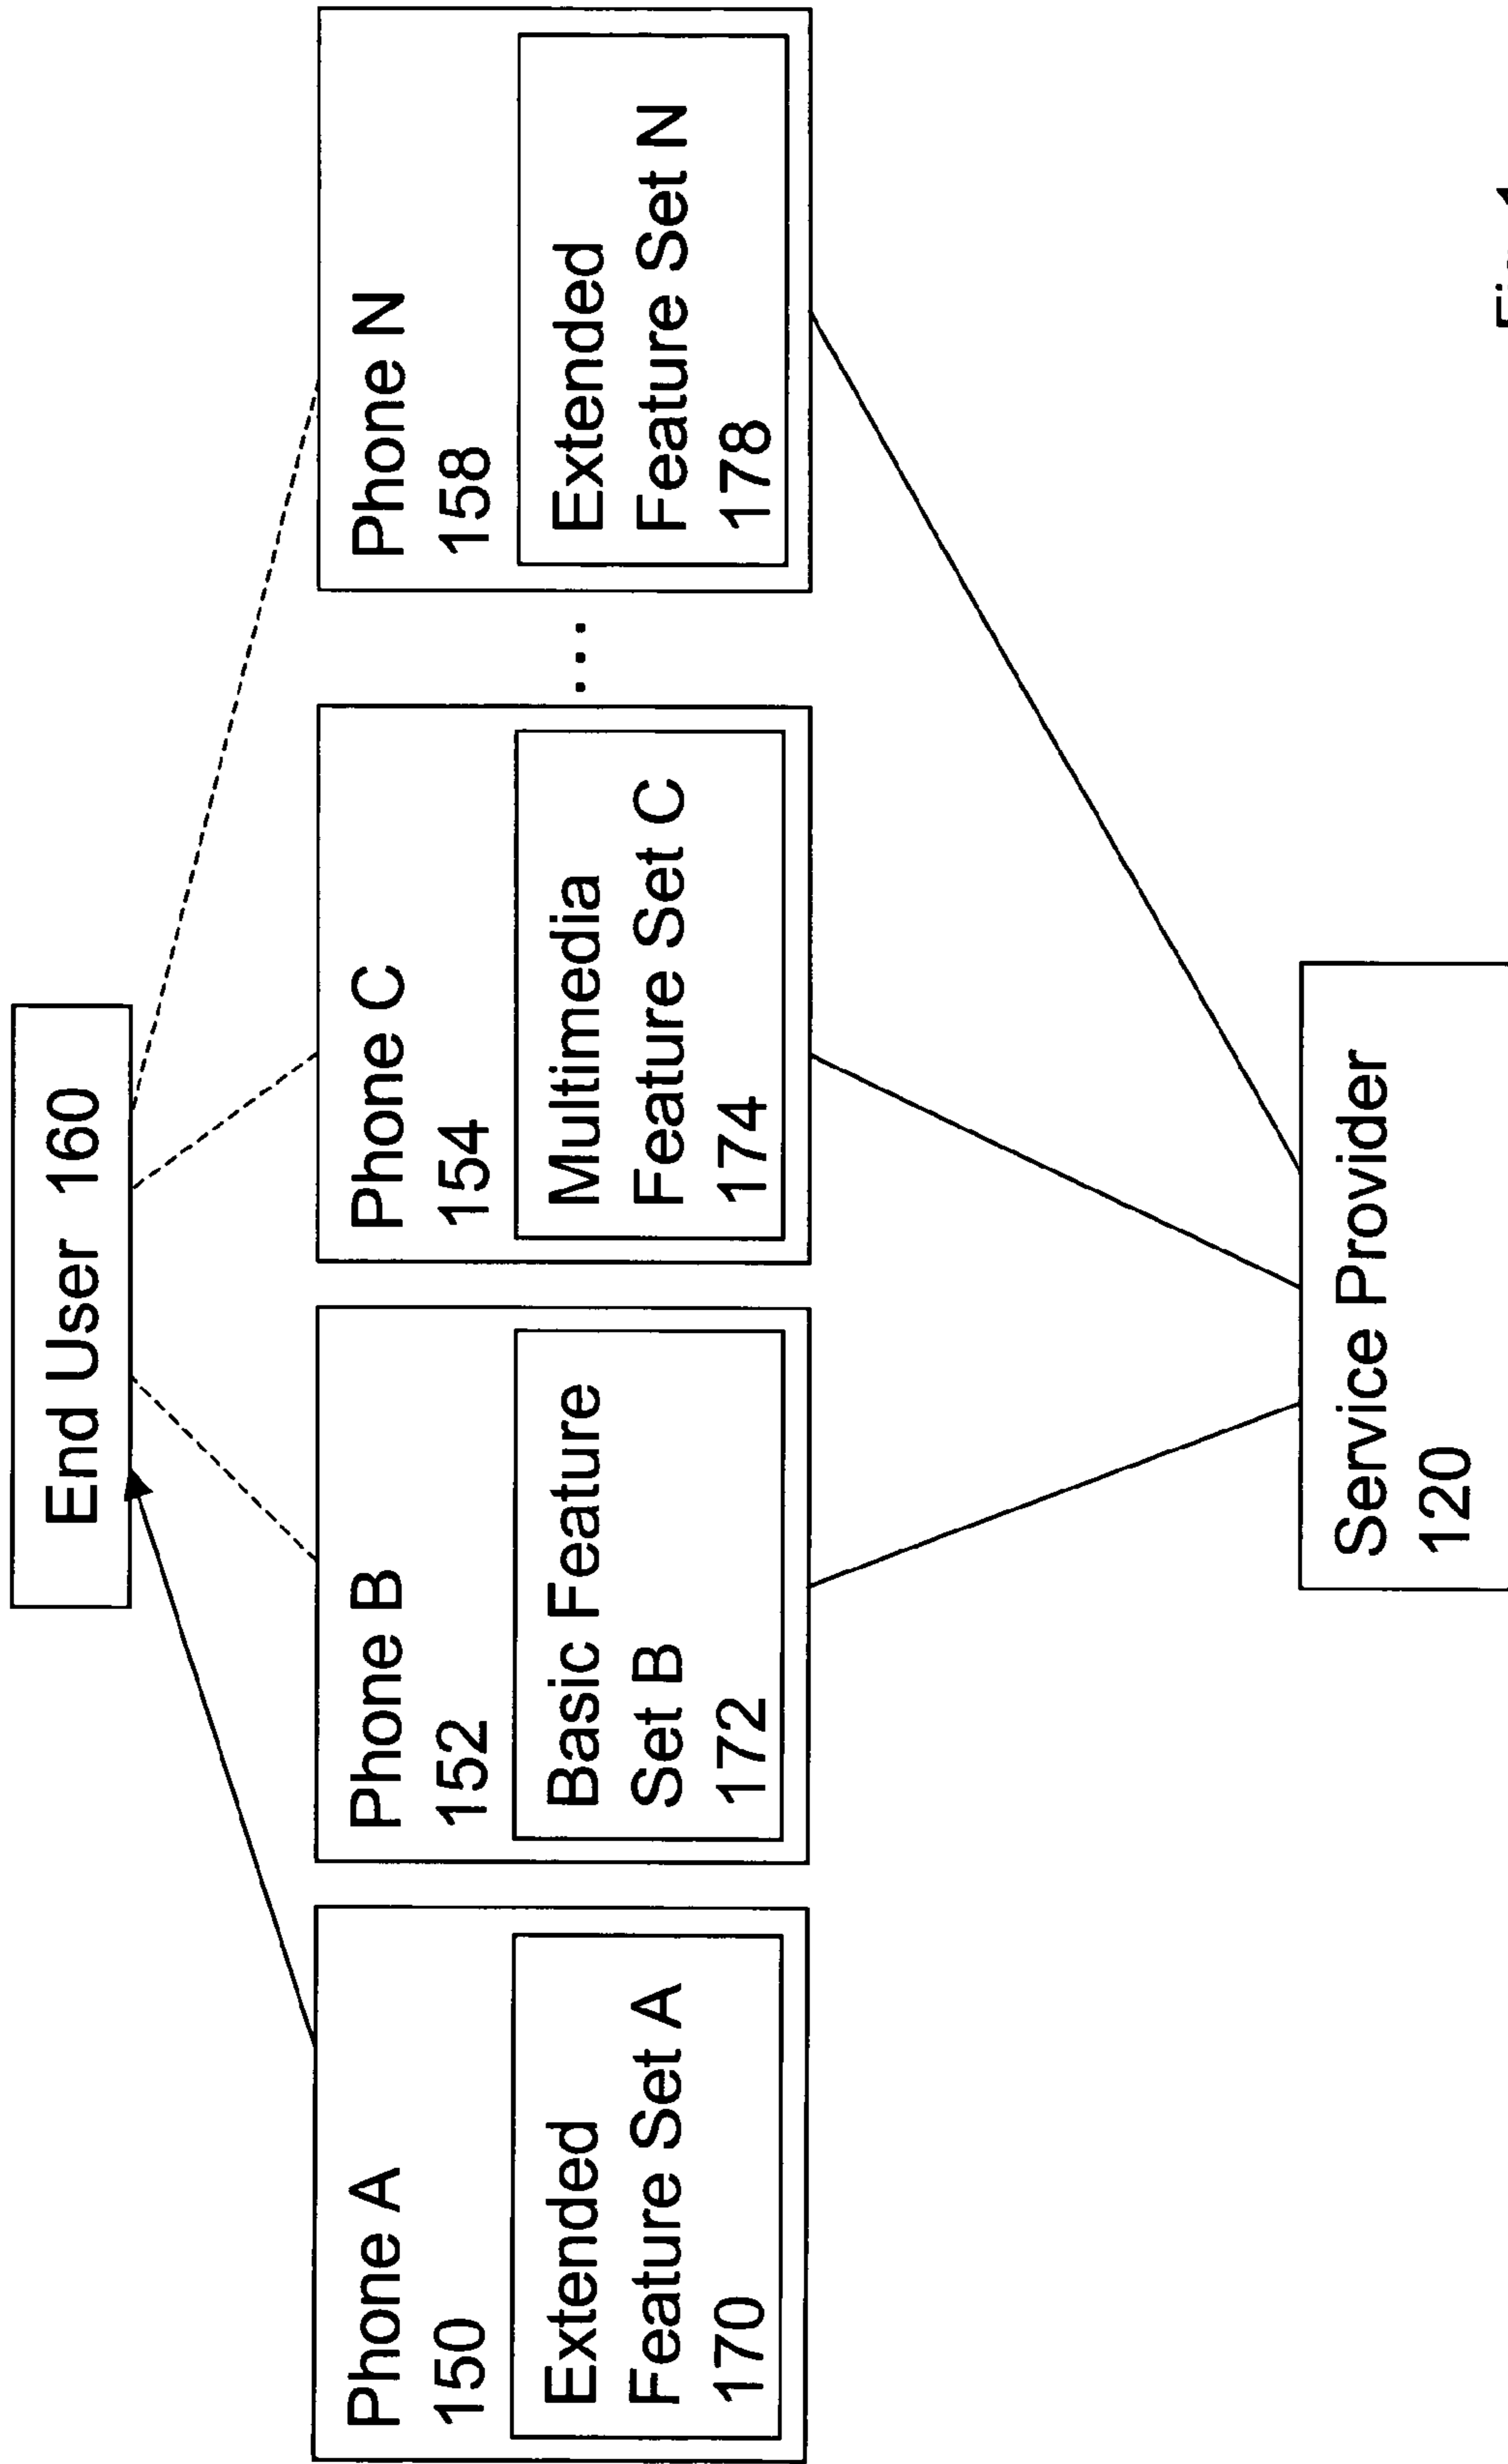 End User 160
Phone A
150
Extended
Feature Set A
170
Phone B
152
Basic Feature
Set B
172
Phone C
154
Multimedia
Feature Set C
174
...
Phone N
158
Extended
Feature Set N
178
Service Provider
120